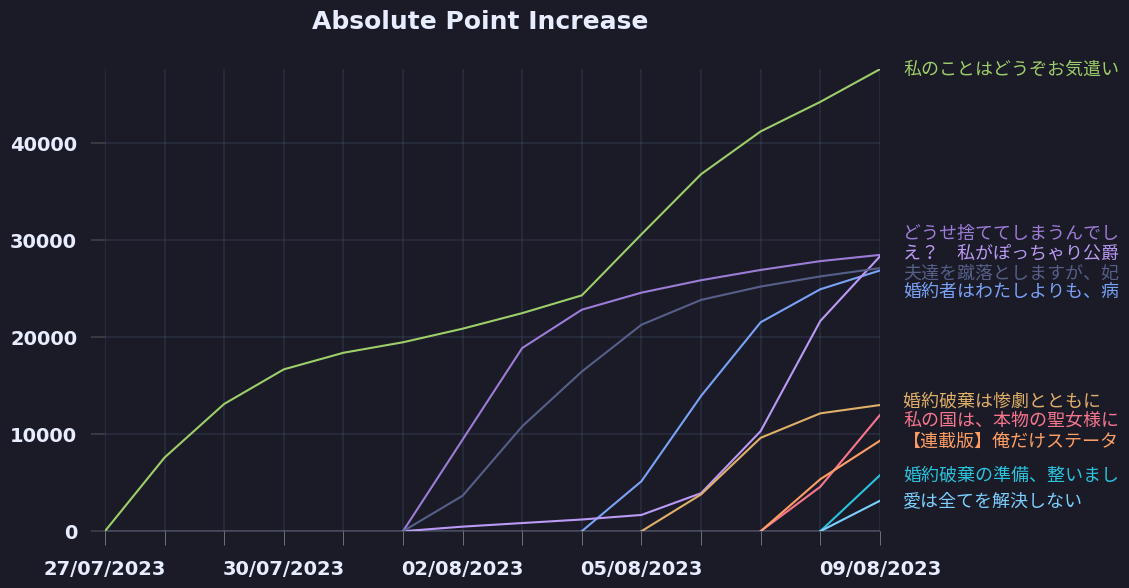 Absolute Point Increase
私のことはどうぞお気遣い
40000
30000
どうせ捨ててしまうんでし
え？　私がぽっちゃり公爵
夫達を蹴落としますが、妃
婚約者はわたしよりも、病
20000
婚約破棄は惨劇とともに
私の国は、本物の聖女様に
10000
【連載版】俺だけステータ
婚約破棄の準備、整いまし
愛は全てを解決しない
0
27/07/2023 30/07/2023 02/08/2023 05/08/2023 09/08/2023